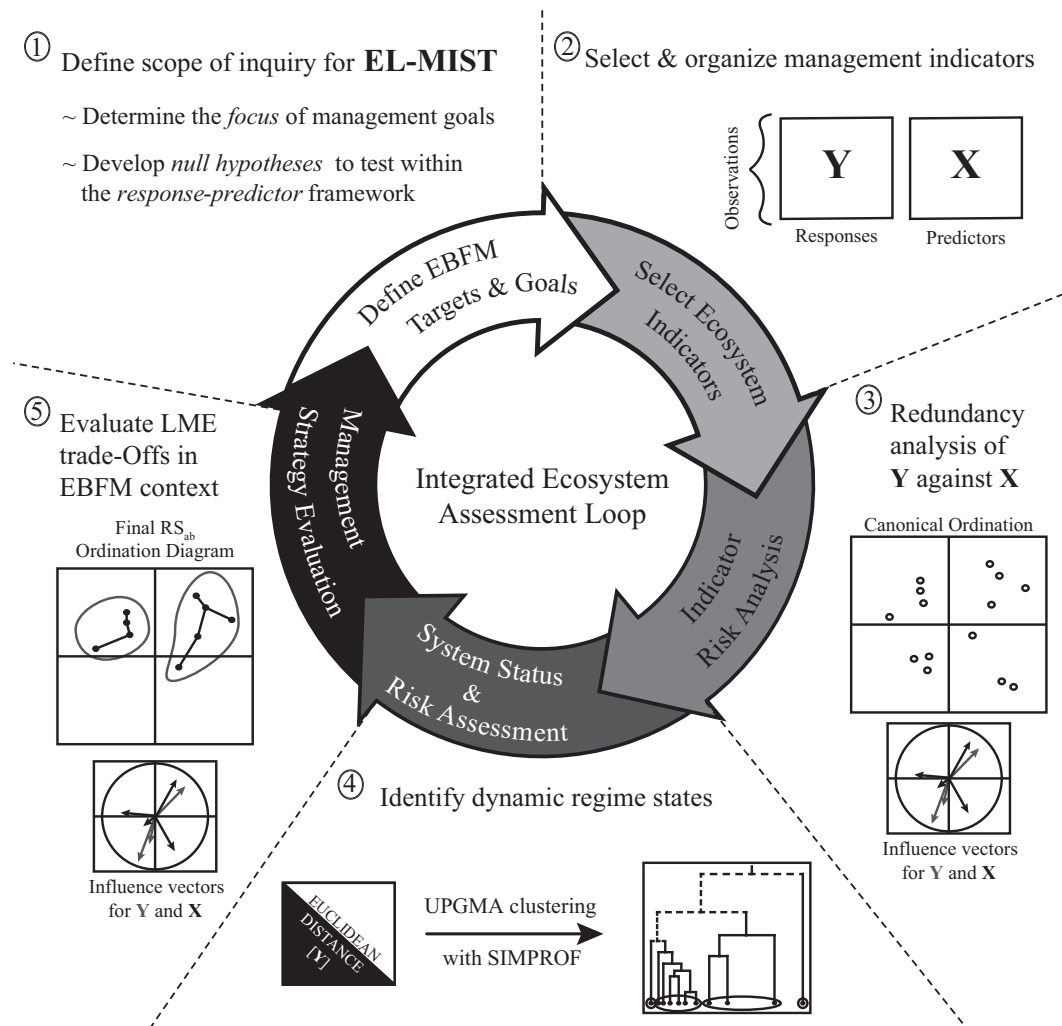 ① Define scope of inquiry for EL-MIST
~ Determine the focus of management goals
~ Develop null hypotheses to test within
the response-predictor framework
② Select & organize management indicators
Observations
Y
X
Responses
Predictors
Define EBFM
Targets & Goals
Select Ecosystem
Indicators
Indicator
Risk Analysis
System Status
&
Risk Assessment
Management
Strategy Evaluation
Integrated Ecosystem
Assessment Loop
③ Redundancy
analysis of
Y against X
Canonical Ordination
Influence vectors
for Y and X
④ Identify dynamic regime states
EUCLIDEAN
DISTANCE
[Y]
UPGMA clustering
with SIMPROF
⑤ Evaluate LME
trade-Offs in
EBFM context
Final RSab
Ordination Diagram
Influence vectors
for Y and X